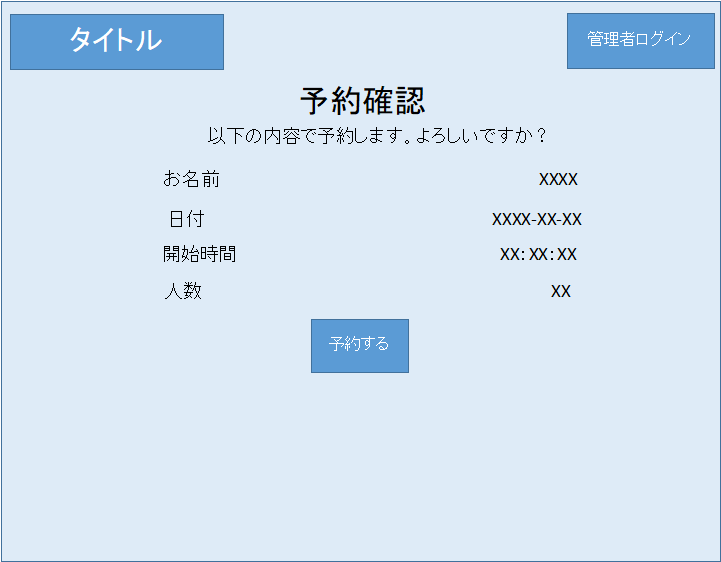 タイトル
管理者ログイン
予約確認
以下の内容で予約します。よろしいですか？
お名前 XXXX
日付 XXXX-XX-XX
開始時間 XX：XX：XX
人数 XX
予約する